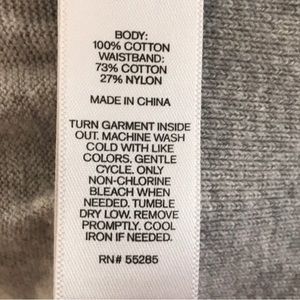 BODY:
100% COTTON
WAISTBAND:
73% COTTON
27% NYLON
MADE IN CHINA
TURN GARMENT INSIDE
OUT. MACHINE WASH
COLD WITH LIKE
COLORS, GENTLE
CYCLE. ONLY
NON-CHLORINE
BLEACH WHEN
NEEDED. TUMBLE
DRY LOW. REMOVE
PROMPTLY. COOL
IRON IF NEEDED.
RN# 55285